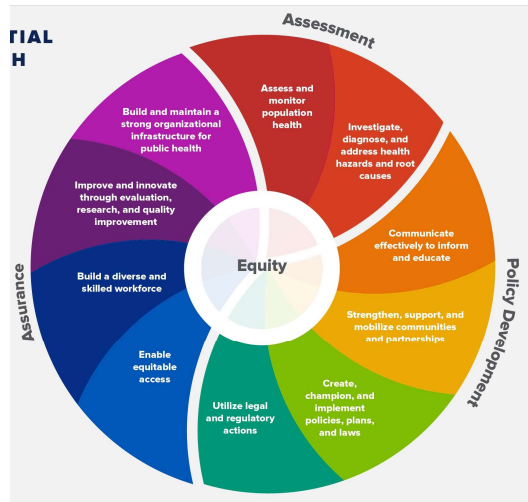 TIAL
H
Assessment
Assess and
monitor
population
health
Investigate,
diagnose, and
address health
hazards and root
causes
Communicate
effectively to inform
and educate
Strengthen, support, and
mobilize communities
and partnerships
Policy Development
Create,
champion, and
implement
policies, plans,
and laws
Utilize legal
and regulatory
actions
Enable
equitable
access
Build a diverse and
skilled workforce
Assurance
Improve and innovate
through evaluation,
research, and quality
improvement
Build and maintain a
strong organizational
infrastructure for
public health
Equity